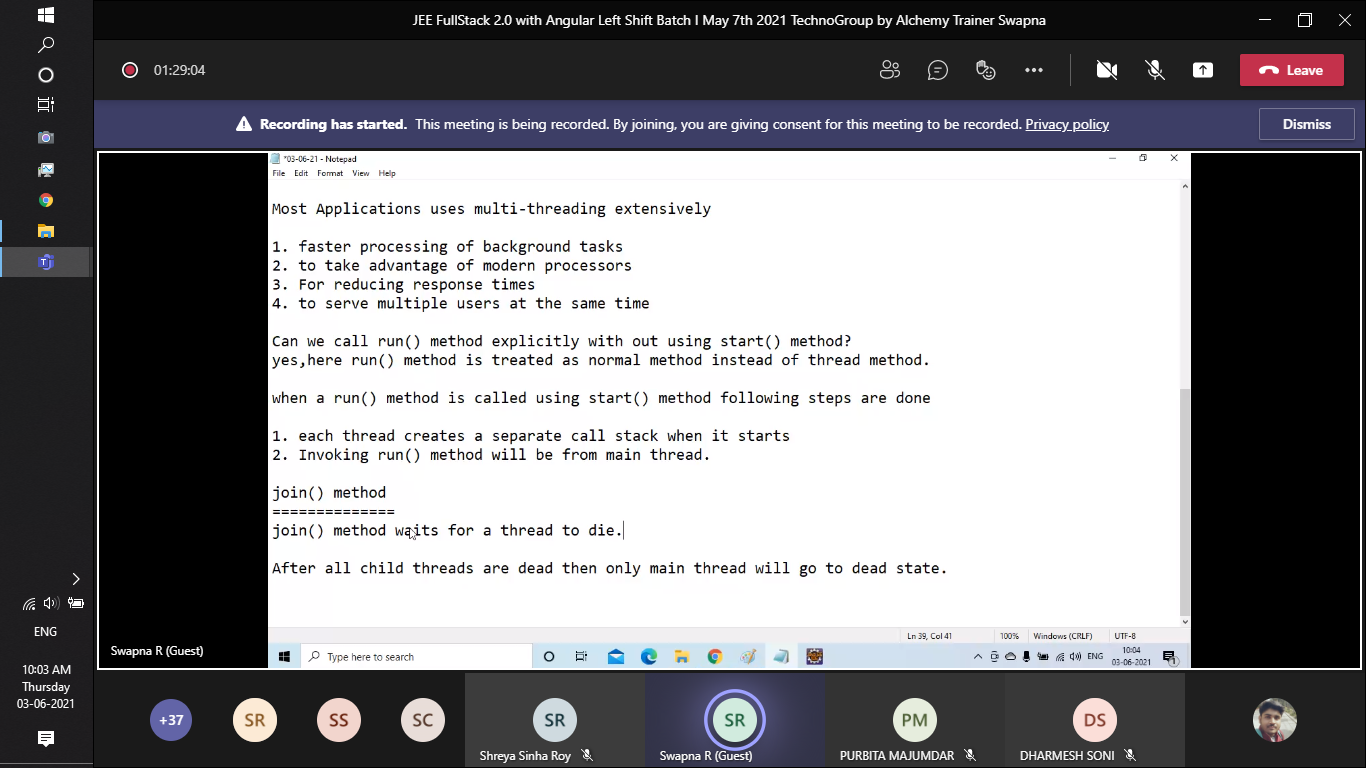 JEE FullStack 2.0 with Angular Left Shift Batch I May 7th 2021 TechnoGroup by Alchemy Trainer Swapna
01:29:04
Leave
Recording has started. This meeting is being recorded. By joining, you are giving consent for this meeting to be recorded. Privacy policy
Dismiss
*03-06-21 - Notepad
File Edit Format View Help
Most Applications uses multi-threading extensively
1. faster processing of background tasks
2. to take advantage of modern processors
3. For reducing response times
4. to serve multiple users at the same time
Can we call run() method explicitly with out using start() method?
yes,here run() method is treated as normal method instead of thread method.
when a run() method is called using start() method following steps are done
1. each thread creates a separate call stack when it starts
2. Invoking run() method will be from main thread.
join() method
==============
join() method waits for a thread to die.
After all child threads are dead then only main thread will go to dead state.
Ln 39, Col 41 100% Windows (CRLF) UTF-8
Swapna R (Guest)
Type here to search
ENG
10:04
03-06-2021
1
ENG
10:03 AM
Thursday
03-06-2021
+37
SR
SS
SC
SR
Shreya Sinha Roy
SR
Swapna R (Guest)
PM
PURBITA MAJUMDAR
DS
DHARMESH SONI